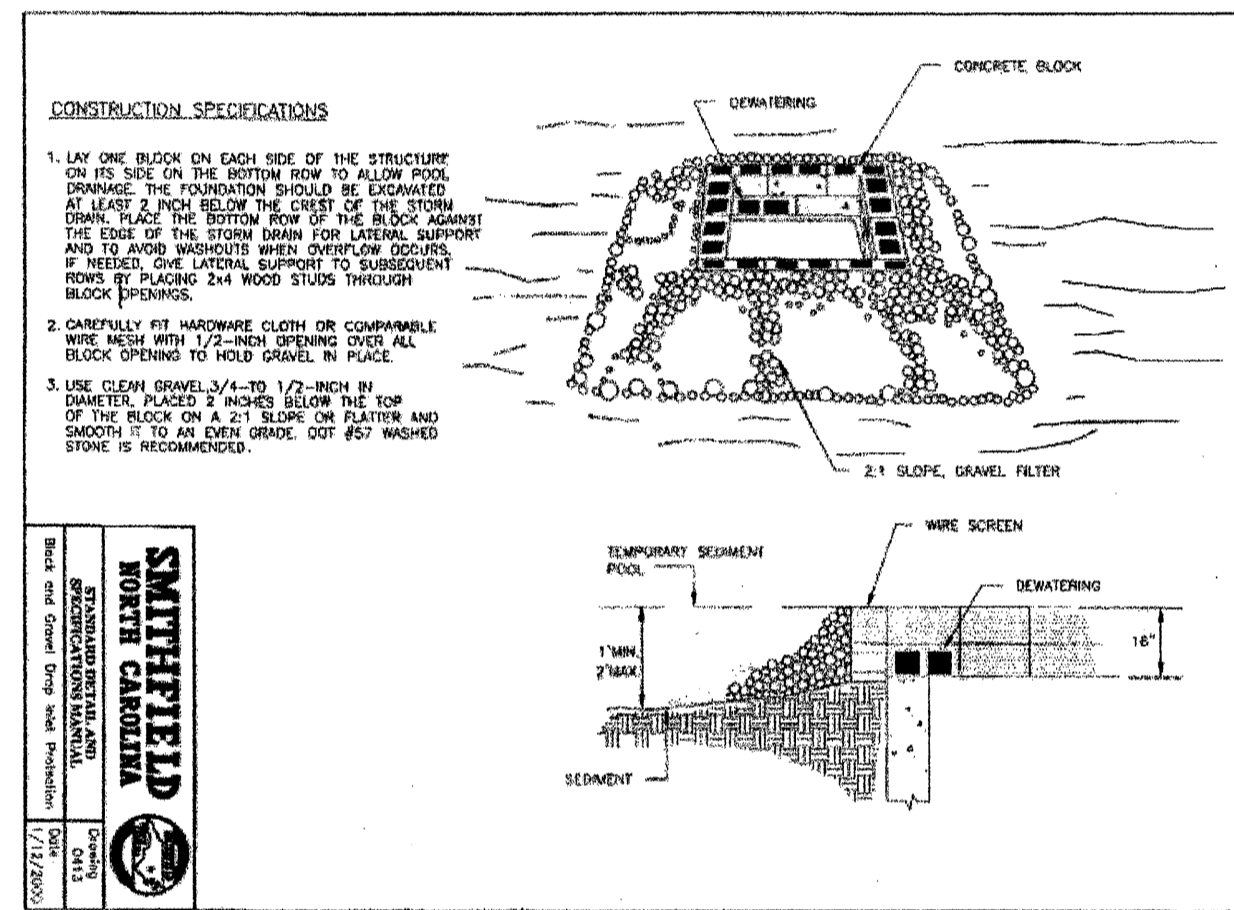 CONSTRUCTION SPECIFICATIONS
1. LAY ONE BLOCK ON EACH SIDE OF THE STRUCTURE
ON ITS SIDE ON THE BOTTOM ROW TO ALLOW POOL
DRAINAGE. THE FOUNDATION SHOULD BE EXCAVATED
AT LEAST 2 INCH BELOW THE CREST OF THE STORM
DRAIN. PLACE THE BOTTOM ROW OF THE BLOCK AGAINST
THE EDGE OF THE STORM DRAIN FOR LATERAL SUPPORT
AND TO AVOID WASHOUTS WHEN OVERFLOW OCCURS.
IF NEEDED, GIVE LATERAL SUPPORT TO SUBSEQUENT
ROWS BY PLACING 2x4 WOOD STUDS THROUGH
BLOCK OPENINGS.
2. CAREFULLY FIT HARDWARE CLOTH OR COMPARABLE
WIRE MESH WITH 1/2-INCH OPENING OVER ALL
BLOCK OPENING TO HOLD GRAVEL IN PLACE.
3. USE CLEAN GRAVEL,3/4-TO 1/2-INCH IN
DIAMETER, PLACED 2 INCHES BELOW THE TOP
OF THE BLOCK ON A 2:1 SLOPE OR FLATTER AND
SMOOTH IT TO AN EVEN GRADE. DOT #57 WASHED
STONE IS RECOMMENDED.
CONCRETE BLOCK
DEWATERING
2:1 SLOPE, GRAVEL FILTER
WIRE SCREEN
TEMPORARY SEDIMENT
POOL
DEWATERING
1' MIN.
2' MAX
16"
SEDIMENT
SMITHFIELD
NORTH CAROLINA
STANDARD DETAIL AND
SPECIFICATIONS MANUAL
Drawing
0413
Block and Gravel Drop Inlet Protection
Date
1/12/2000